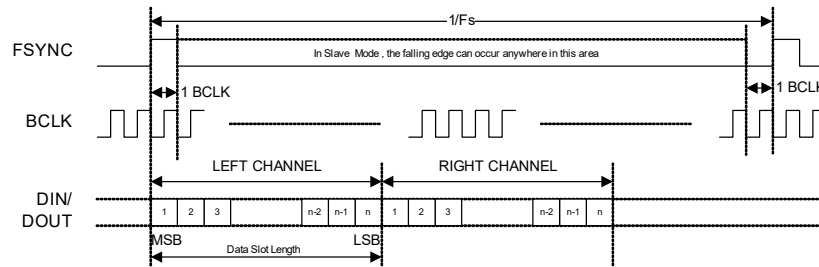 1/Fs
FSYNC
In Slave Mode , the falling edge can occur anywhere in this area
1 BCLK
1 BCLK
BCLK
LEFT CHANNEL
RIGHT CHANNEL
DIN/
DOUT
1 2 3 n-2 n-1 n 1 2 3 n-2 n-1 n
MSB
LSB
Data Slot Length